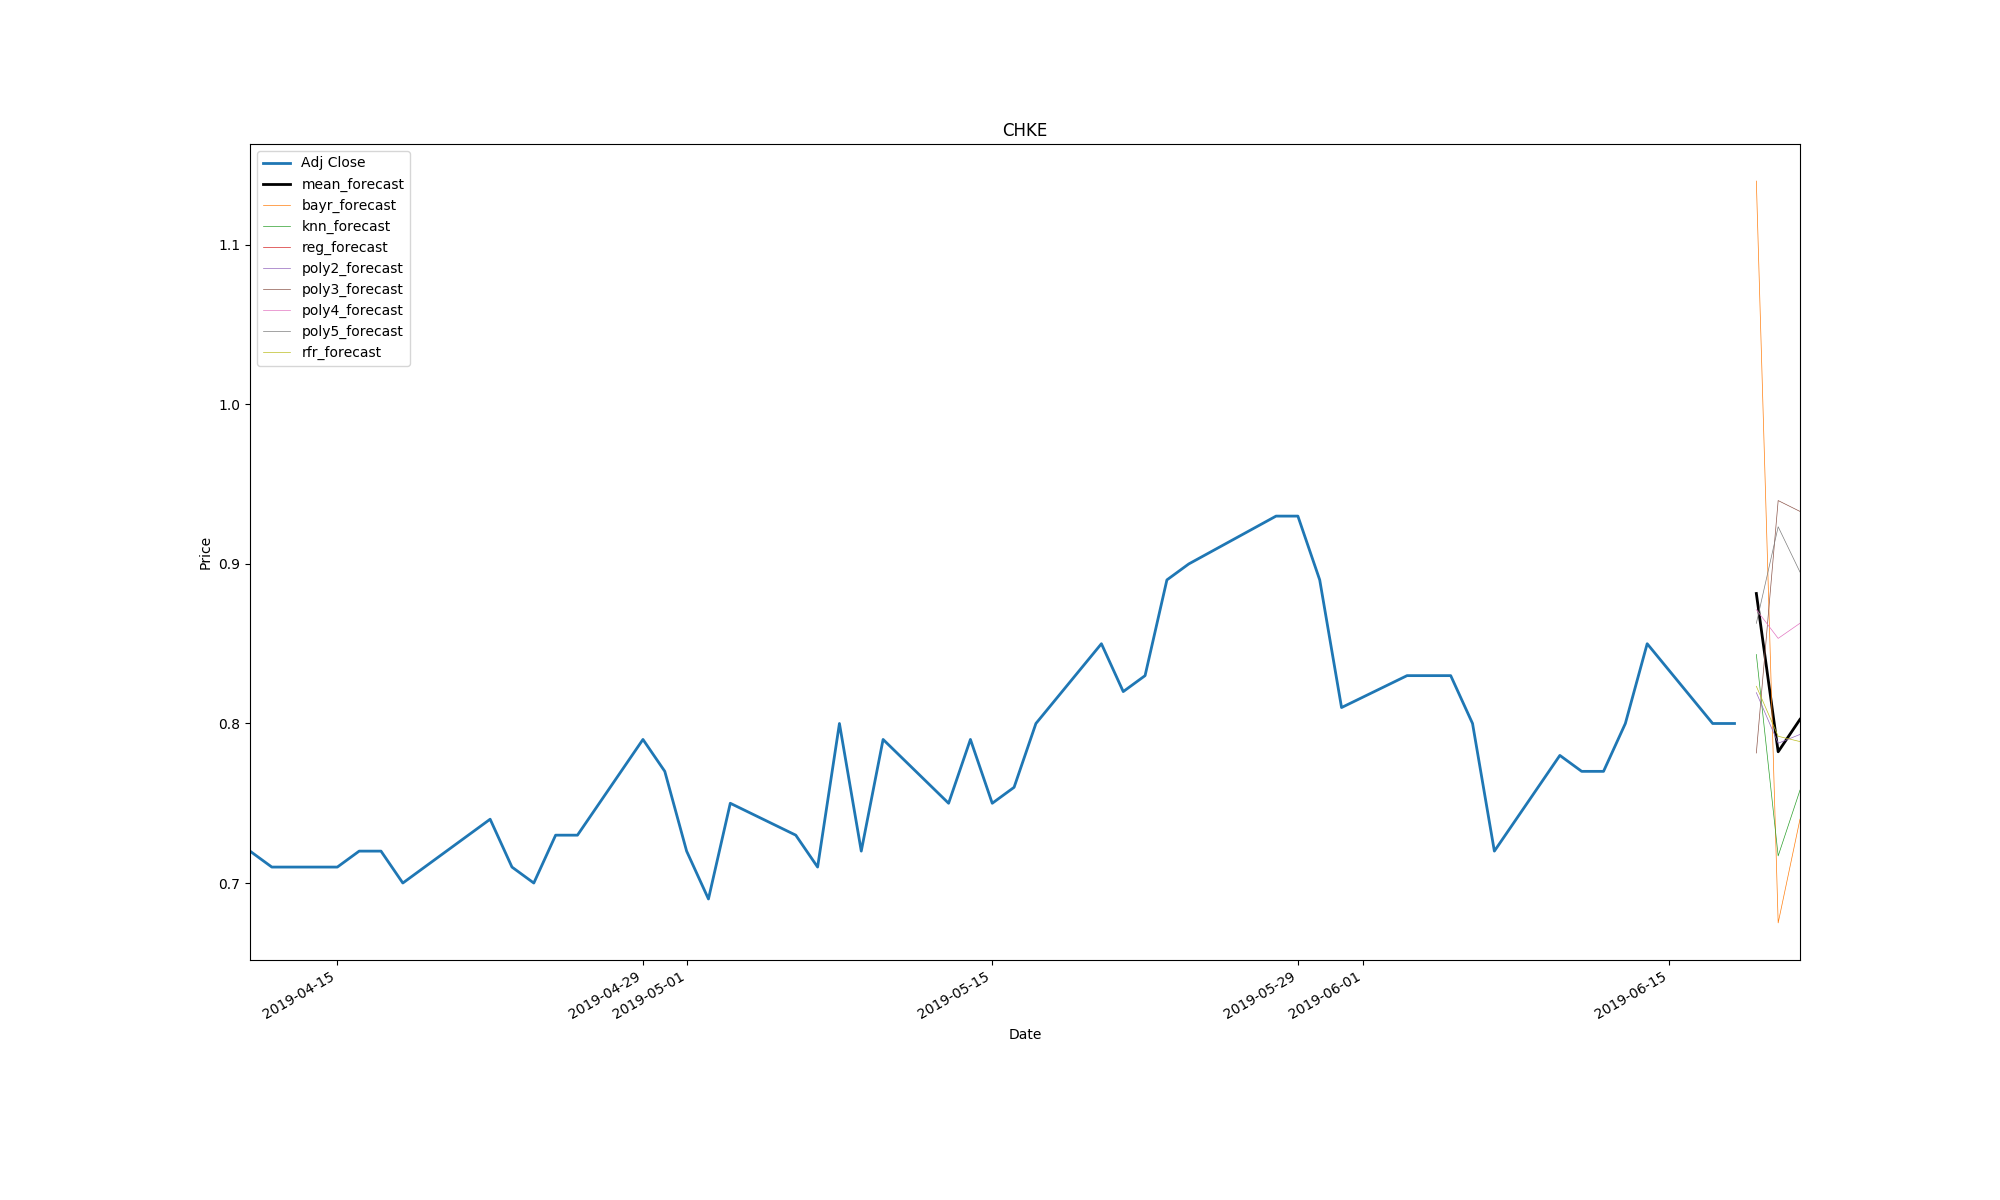 CHKE
Adj Close
mean_forecast
bayr_forecast
knn_forecast
reg_forecast
poly2_forecast
poly3_forecast
poly4_forecast
poly5_forecast
rfr_forecast
1.1
1.0
0.9
0.8
0.7
Price
2019-04-15
2019-04-29
2019-05-01
2019-05-15
2019-05-29
2019-06-01
2019-06-15
Date